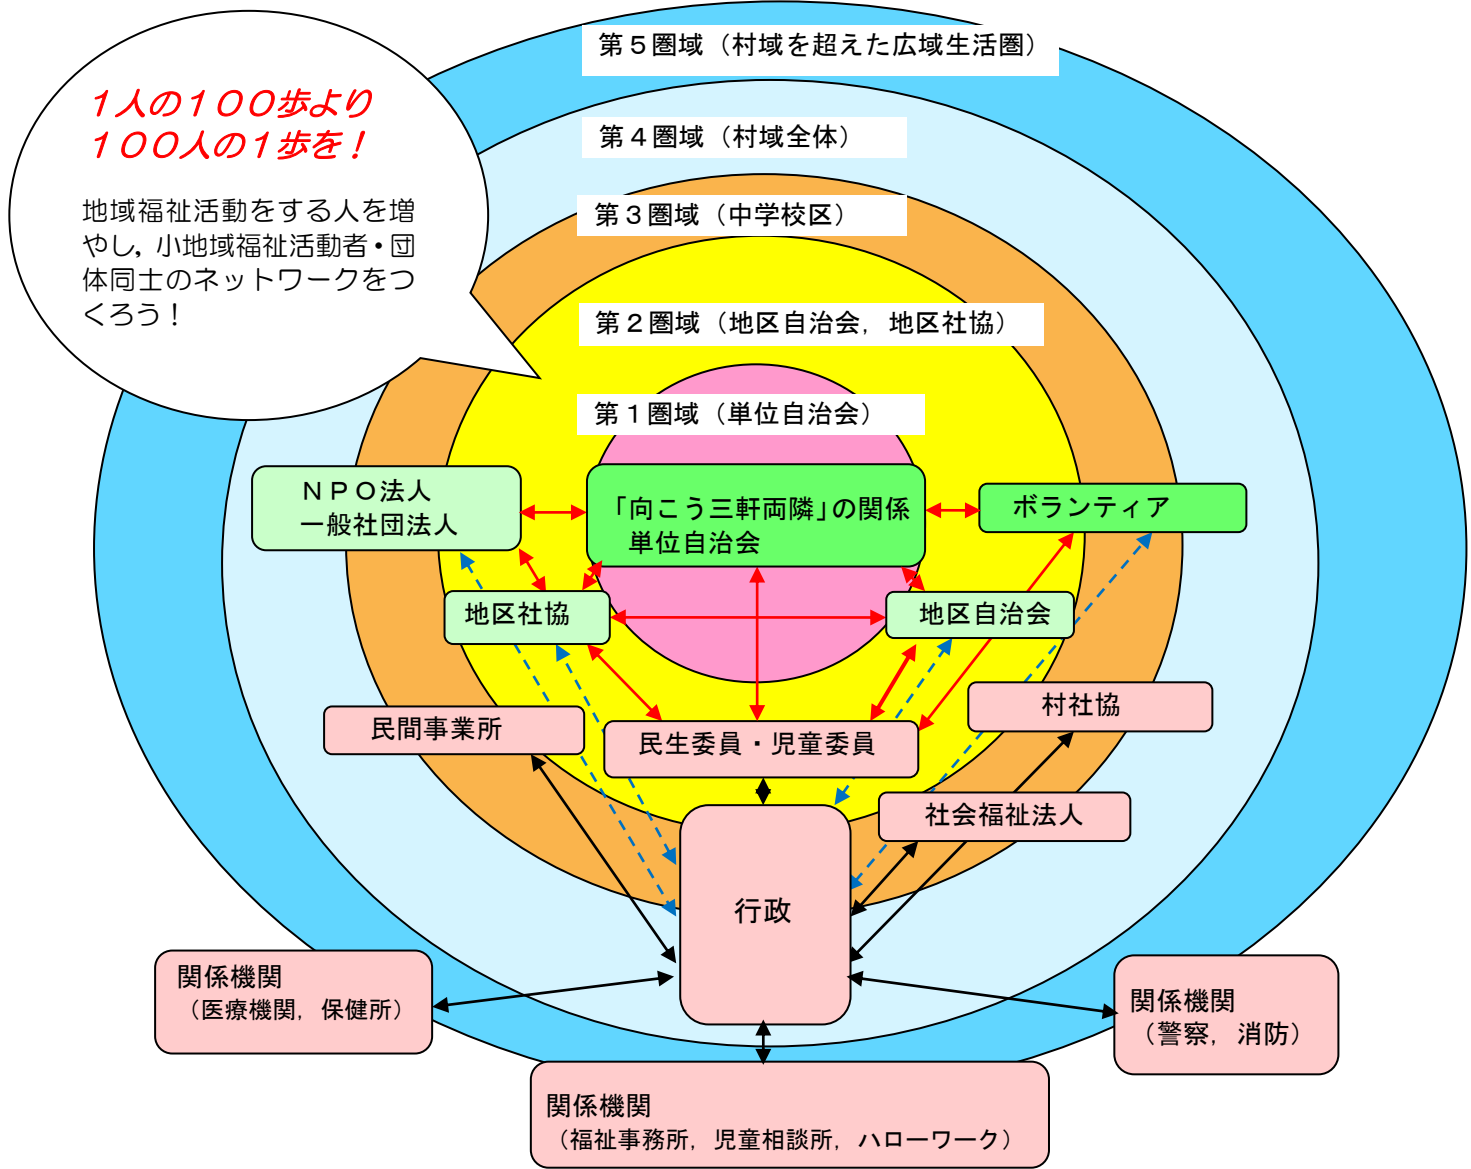 第５圏域（村域を超えた広域生活圏）
１人の１００歩より
１００人の１歩を！
地域福祉活動をする人を増
やし，小地域福祉活動者・団
体同士のネットワークをつ
くろう！
第４圏域（村域全体）
第３圏域（中学校区）
第２圏域（地区自治会，地区社協）
第１圏域（単位自治会）
ＮＰＯ法人
一般社団法人
「向こう三軒両隣」の関係
単位自治会
ボランティア
地区社協
地区自治会
民間事業所
民生委員・児童委員
村社協
社会福祉法人
行政
関係機関
（医療機関，保健所）
関係機関
（警察，消防）
関係機関
（福祉事務所，児童相談所，ハローワーク）